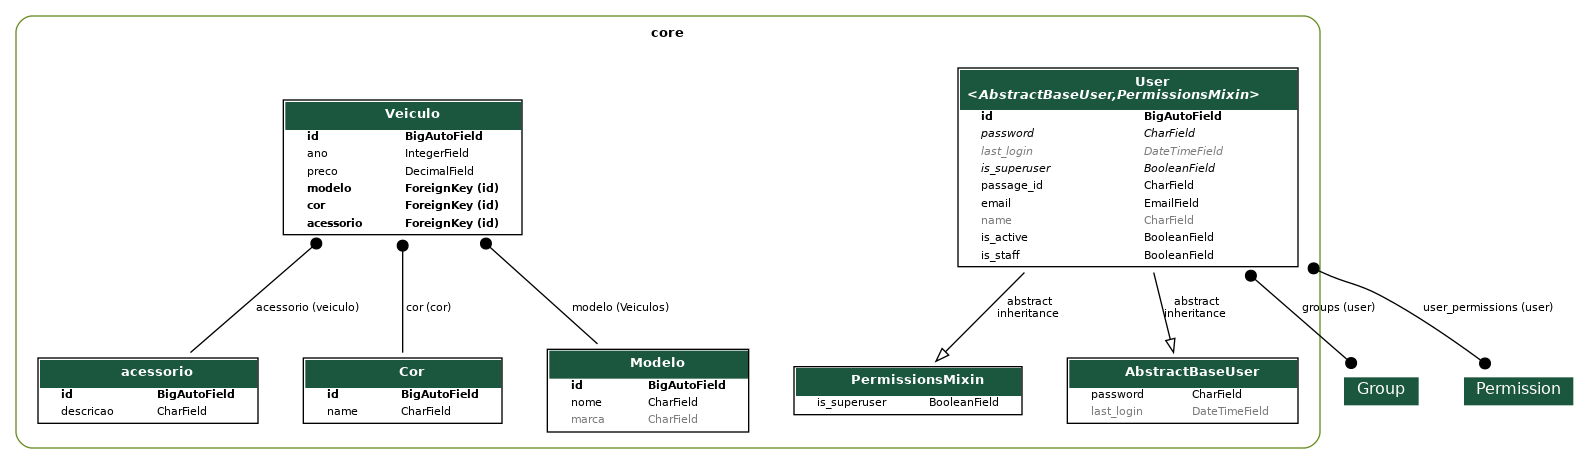 core
Veiculo
id BigAutoField
ano IntegerField
preco DecimalField
modelo ForeignKey (id)
cor ForeignKey (id)
acessorio ForeignKey (id)
User
<AbstractBaseUser,PermissionsMixin>
id BigAutoField
password CharField
last_login DateTimeField
is_superuser BooleanField
passage_id CharField
email EmailField
name CharField
is_active BooleanField
is_staff BooleanField
acessorio (veiculo)
cor (cor)
modelo (Veiculos)
abstract
inheritance
abstract
inheritance
groups (user)
user_permissions (user)
acessorio
id BigAutoField
descricao CharField
Cor
id BigAutoField
name CharField
Modelo
id BigAutoField
nome CharField
marca CharField
PermissionsMixin
is_superuser BooleanField
AbstractBaseUser
password CharField
last_login DateTimeField
Group
Permission